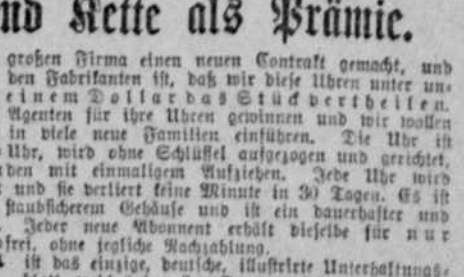 nd Kette als Prämie.
großen Firma einen neuen Contrakt gemacht, und
den Fabrikanten ist, daß wir diese Uhren unter un=
einem Dollar das Stück vertheilen.
Agenten für ihre Uhren gewinnen und wir wollen
in viele neue Familien einführen. Die Uhr ist
Uhr, wird ohne Schlüssel aufgezogen und gerichtet,
den mit einmaligem Aufziehen. Jede Uhr wird
und sie verliert keine Minute in 30 Tagen. Es ist
staubsicherem Gehäuse und ist ein dauerhafter und
Jeder neue Abonnent erhält dieselbe für nur
frei, ohne jegliche Nachzahlung.
ist das einzige, deutsche, illustrirte Unterhaltungs=